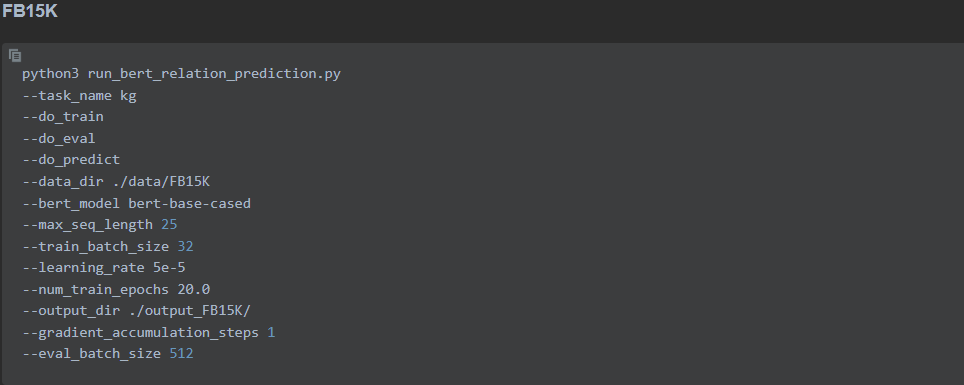 FB15K
python3 run_bert_relation_prediction.py
--task_name kg
--do_train
--do_eval
--do_predict
--data_dir ./data/FB15K
--bert_model bert-base-cased
--max_seq_length 25
--train_batch_size 32
--learning_rate 5e-5
--num_train_epochs 20.0
--output_dir ./output_FB15K/
--gradient_accumulation_steps 1
--eval_batch_size 512